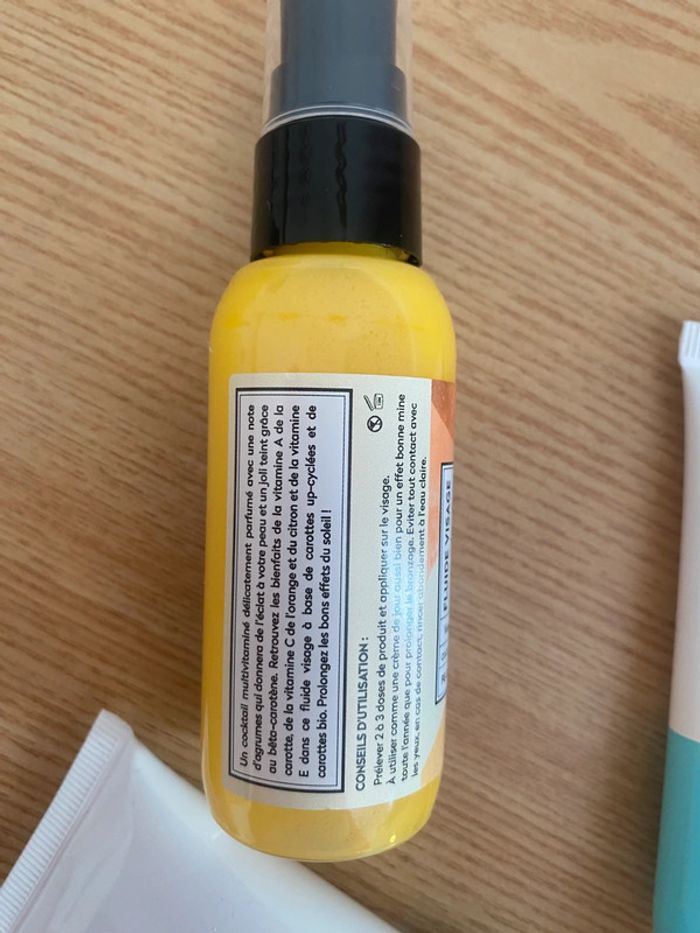 Un cocktail multivitaminé délicatement parfumé avec une note
d'agrumes qui donnera de l'éclat à votre peau et un joli teint grâce
au bêta-carotène. Retrouvez les bienfaits de la vitamine A de la
carotte, de la vitamine C de l'orange et du citron et de la vitamine
E dans ce fluide visage à base de carottes up-cyclées et de
carottes bio. Prolongez les bons effets du soleil !
CONSEILS D'UTILISATION :
Prélever 2 à 3 doses de produit et appliquer sur le visage.
À utiliser comme une crème de jour aussi bien pour un effet bonne mine
toute l'année que pour prolonger le bronzage. Eviter tout contact avec
les yeux, en cas de contact, rincer abondamment à l'eau claire.
FLUIDE VISAGE